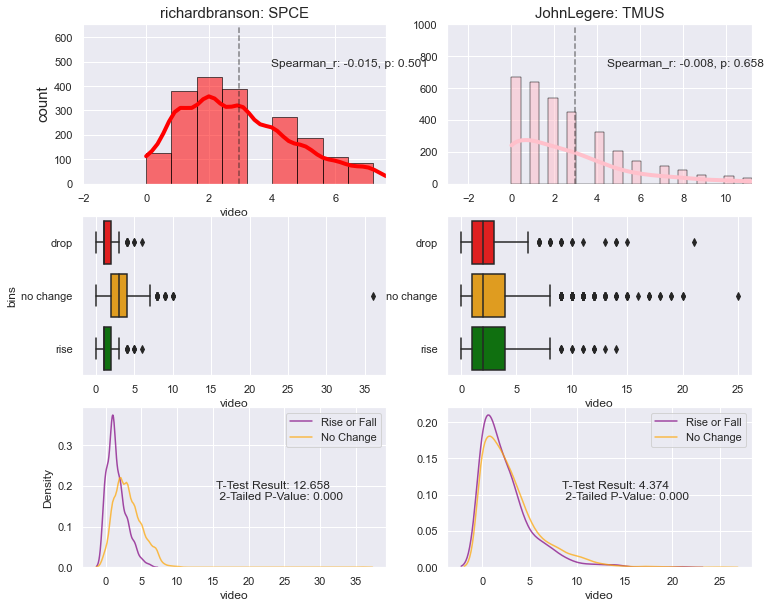 richardbranson: SPCE
JohnLegere: TMUS
600
500
400
300
200
100
0
count
Spearman_r: -0.015, p: 0.501
−2 0 2 4 6
video
1000
800
600
400
200
0
Spearman_r: -0.008, p: 0.658
−2 0 2 4 6 8 10
bins
drop
no change
rise
0 5 10 15 20 25 30 35
video
drop
no change
rise
0 5 10 15 20 25
video
Density
0.3
0.2
0.1
0.0
Rise or Fall
No Change
T-Test Result: 12.658
2-Tailed P-Value: 0.000
0 5 10 15 20 25 30 35
video
0.20
0.15
0.10
0.05
0.00
Rise or Fall
No Change
T-Test Result: 4.374
2-Tailed P-Value: 0.000
0 5 10 15 20 25
video